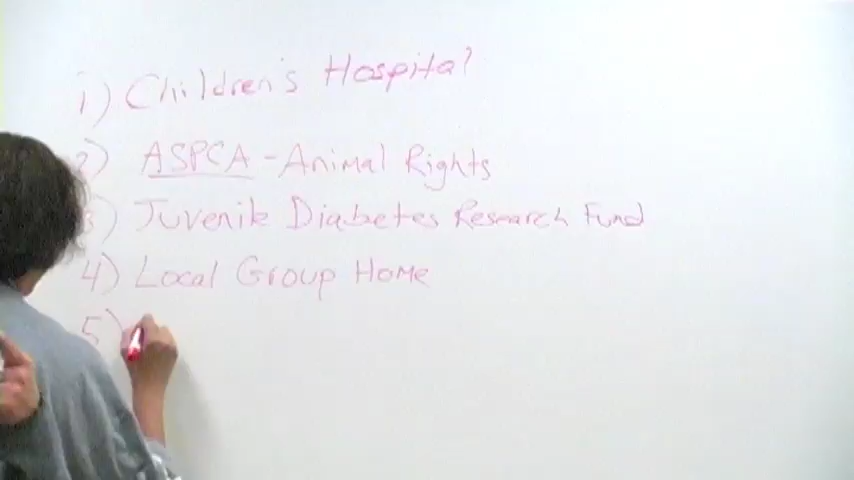 1) Children's Hospital
2) ASPCA - Animal Rights
3) Juvenile Diabetes Research Fund
4) Local Group Home
5)